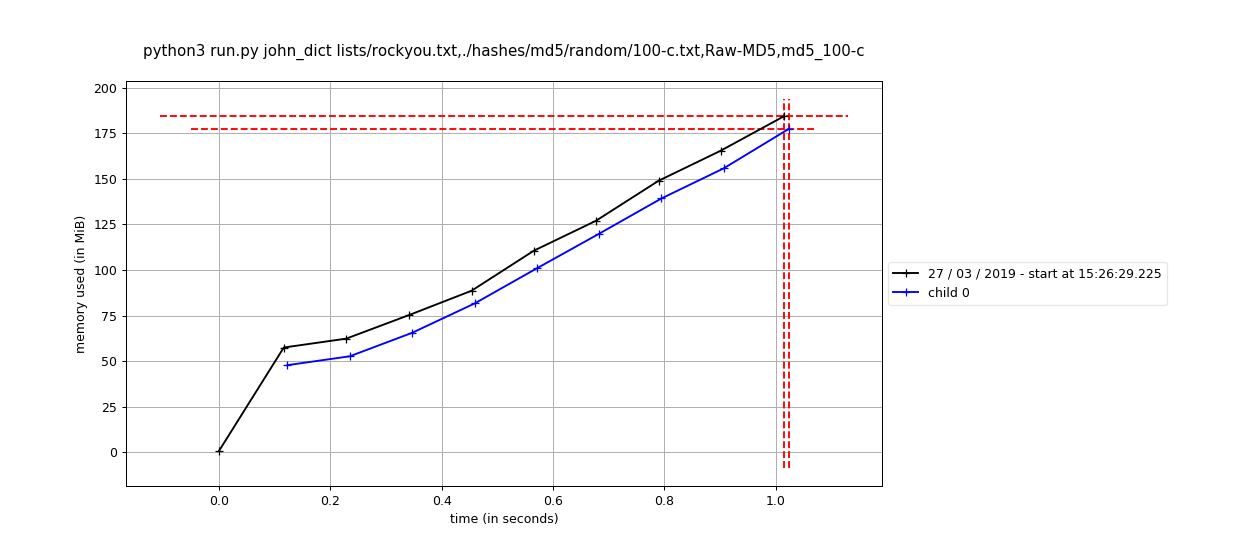 python3 run.py john_dict lists/rockyou.txt,./hashes/md5/random/100-c.txt,Raw-MD5,md5_100-c
200
175
150
125
100
75
50
25
0
memory used (in MiB)
0.0 0.2 0.4 0.6 0.8 1.0
time (in seconds)
27 / 03 / 2019 - start at 15:26:29.225
child 0